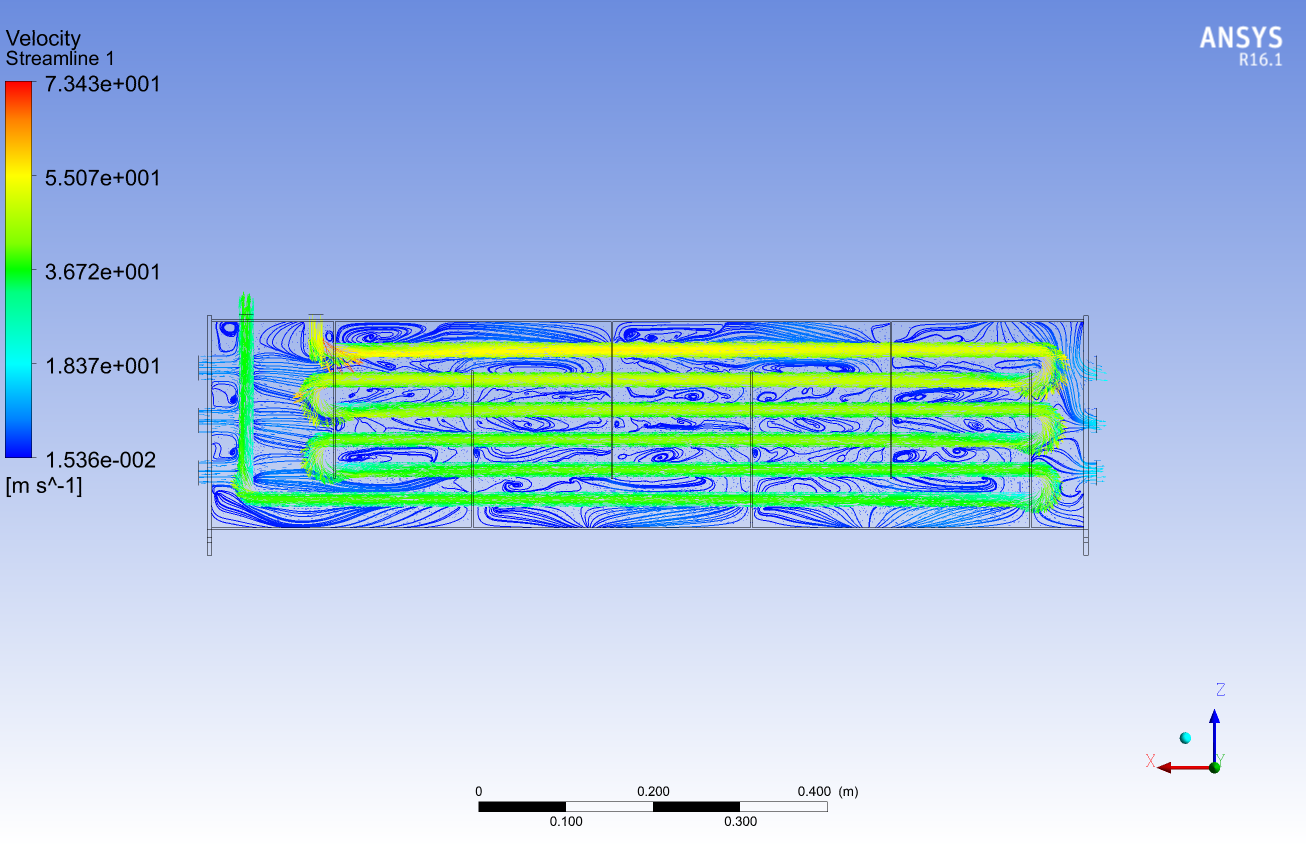 Velocity
Streamline 1
7.343e+001
5.507e+001
3.672e+001
1.837e+001
1.536e-002
[m s^-1]
ANSYS
R16.1
Z
X
Y
0 0.200 0.400 (m)
0.100 0.300